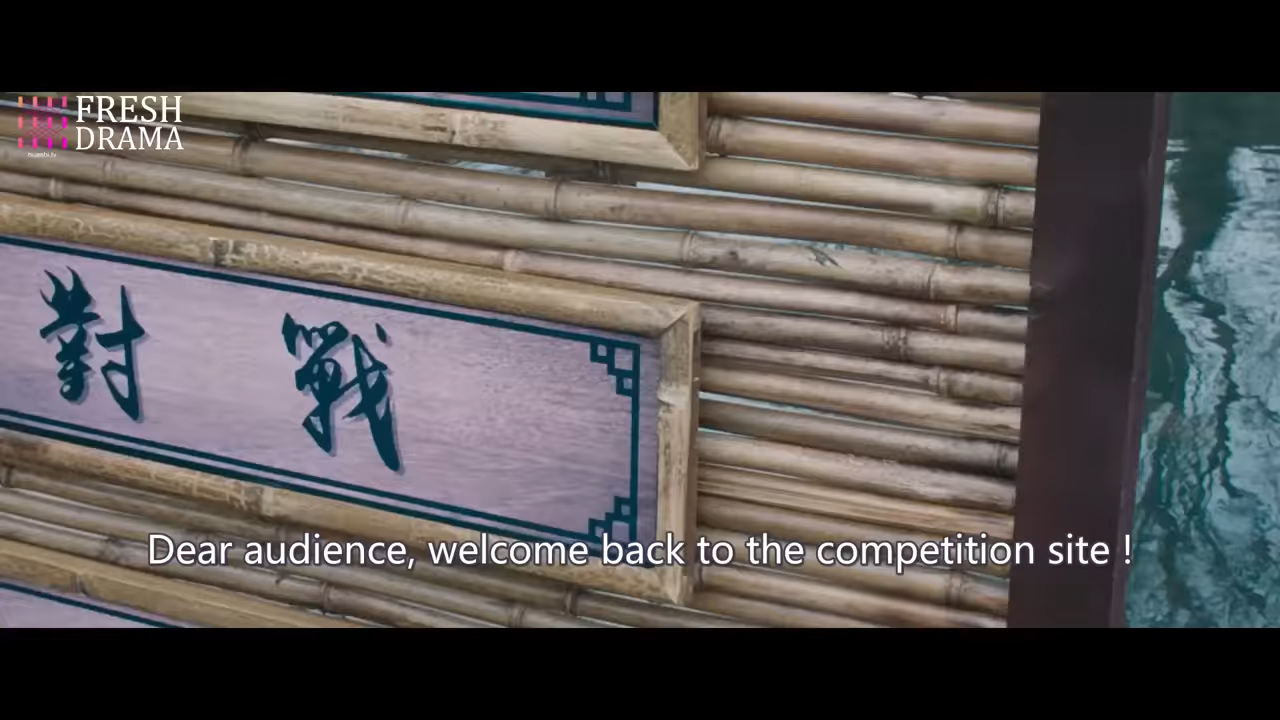 FRESH
DRAMA
對 戰
Dear audience, welcome back to the competition site !